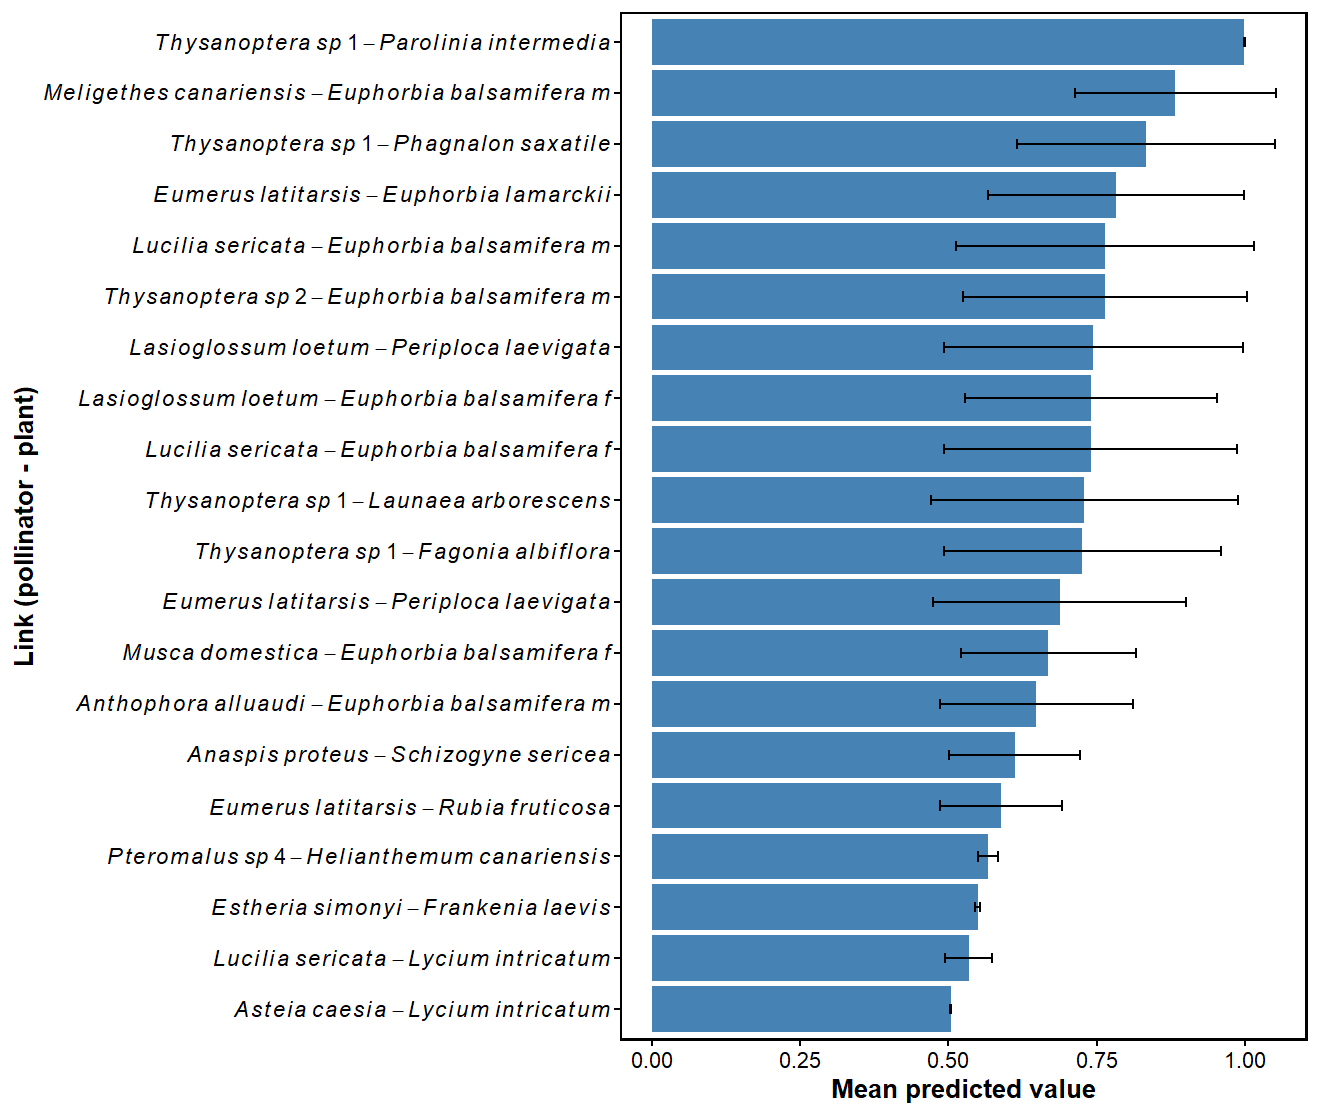 Thysanoptera sp 1 – Parolinia intermedia
Meligethes canariensis – Euphorbia balsamifera m
Thysanoptera sp 1 – Phagnalon saxatile
Eumerus latitarsis – Euphorbia lamarckii
Lucilia sericata – Euphorbia balsamifera m
Thysanoptera sp 2 – Euphorbia balsamifera m
Lasioglossum loetum – Periploca laevigata
Lasioglossum loetum – Euphorbia balsamifera f
Lucilia sericata – Euphorbia balsamifera f
Thysanoptera sp 1 – Launaea arborescens
Thysanoptera sp 1 – Fagonia albiflora
Eumerus latitarsis – Periploca laevigata
Musca domestica – Euphorbia balsamifera f
Anthophora alluaudi – Euphorbia balsamifera m
Anaspis proteus – Schizogyne sericea
Eumerus latitarsis – Rubia fruticosa
Pteromalus sp 4 – Helianthemum canariensis
Estheria simonyi – Frankenia laevis
Lucilia sericata – Lycium intricatum
Asteia caesia – Lycium intricatum
Link (pollinator - plant)
0.00 0.25 0.50 0.75 1.00
Mean predicted value